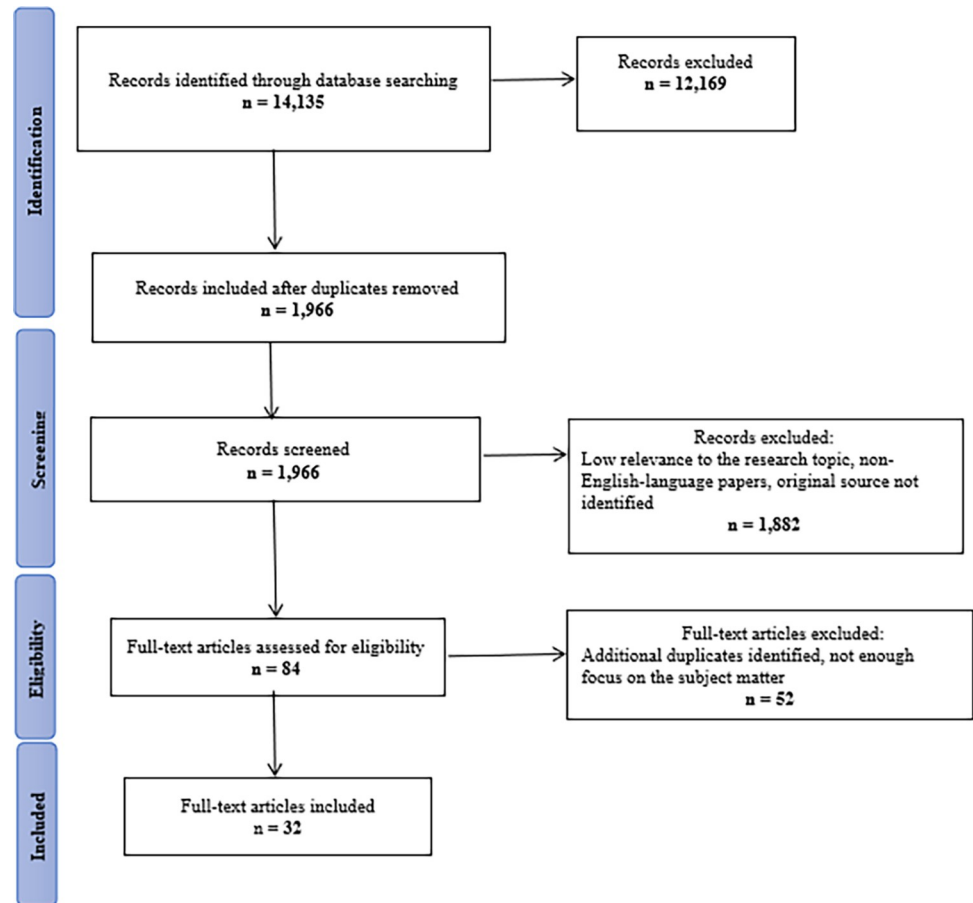 Identification
Records identified through database searching
n = 14,135
Records excluded
n = 12,169
Records included after duplicates removed
n = 1,966
Screening
Records screened
n = 1,966
Records excluded:
Low relevance to the research topic, non-
English-language papers, original source not
identified
n = 1,882
Eligibility
Full-text articles assessed for eligibility
n = 84
Full-text articles excluded:
Additional duplicates identified, not enough
focus on the subject matter
n = 52
Included
Full-text articles included
n = 32